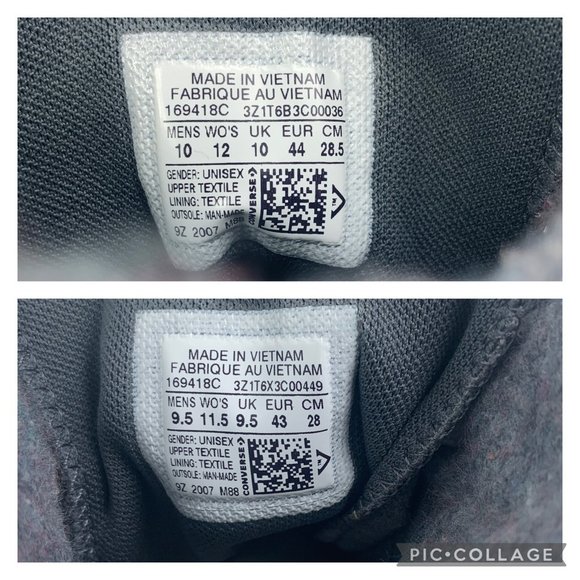 MADE IN VIETNAM
FABRIQUE AU VIETNAM
169418C 3Z1T6B3C00036
MENS WO'S UK EUR CM
10 12 10 44 28.5
GENDER: UNISEX
UPPER TEXTILE
LINING: TEXTILE
OUTSOLE: MAN-MADE
9Z 2007 M88
CONVERSE
TM
MADE IN VIETNAM
FABRIQUE AU VIETNAM
169418C 3Z1T6X3C00449
MENS WO'S UK EUR CM
9.5 11.5 9.5 43 28
GENDER: UNISEX
UPPER TEXTILE
LINING: TEXTILE
OUTSOLE: MAN-MADE
9Z 2007 M88
CONVERSE
TM
PIC•COLLAGE